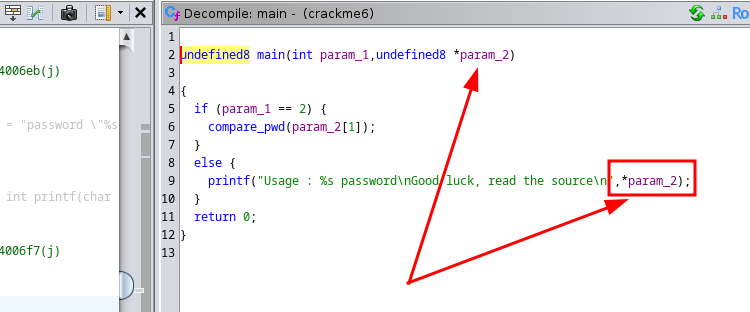 Decompile: main - (crackme6)
Ro
1
2 undefined8 main(int param_1,undefined8 *param_2)
3
4 {
5 if (param_1 == 2) {
6 compare_pwd(param_2[1]);
7 }
8 else {
9 printf("Usage : %s password\nGood luck, read the source\n",*param_2);
10 }
11 return 0;
12 }
13
4006eb(j)
= "password \"%s
int printf(char
4006f7(j)